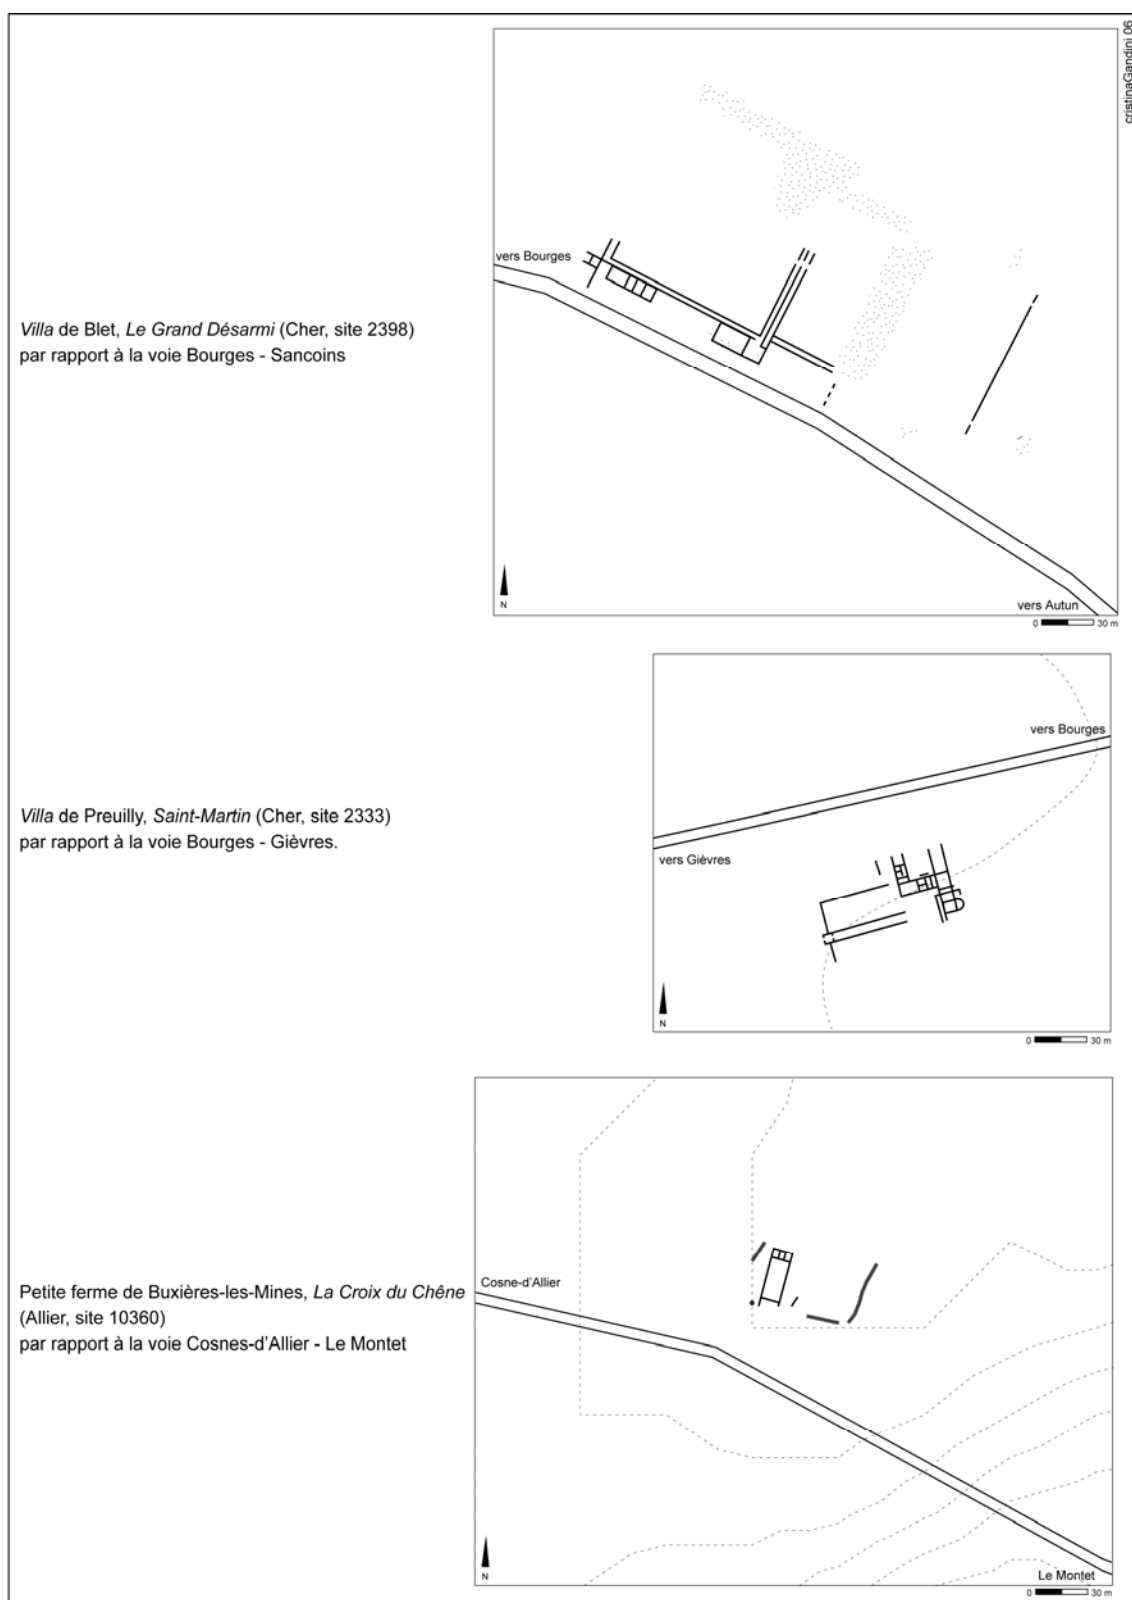 cristinaGandini 06
vers Bourges
Villa de Blet, Le Grand Désarmi (Cher, site 2398)
par rapport à la voie Bourges - Sancoins
N
vers Autun
0 30 m
vers Bourges
Villa de Preuilly, Saint-Martin (Cher, site 2333)
par rapport à la voie Bourges - Gièvres.
vers Gièvres
N
0 30 m
Cosne-d'Allier
Petite ferme de Buxières-les-Mines, La Croix du Chêne
(Allier, site 10360)
par rapport à la voie Cosnes-d'Allier - Le Montet
N
Le Montet
0 30 m